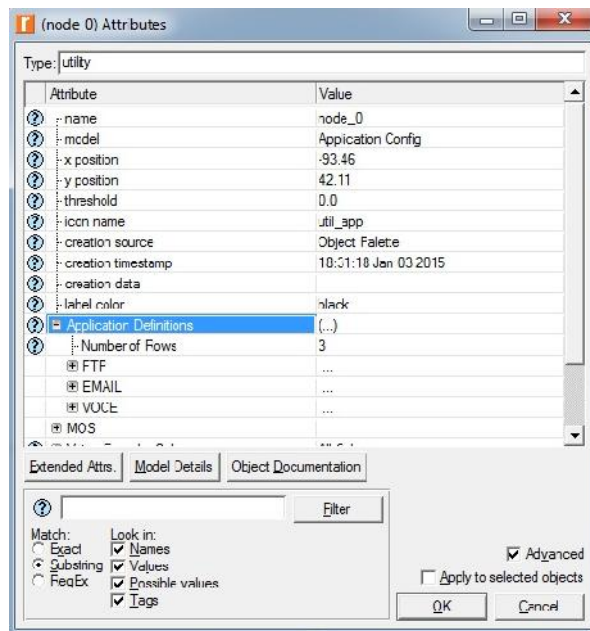 (node 0) Attributes
Type: utility
Attribute Value
name node_0
model Application Config
x position -93.46
y position 42.11
threshold 0.0
icon name util_app
creation source Object Palette
creation timestamp 18:31:18 Jan 03 2015
creation data
label color black
Application Definitions (...)
Number of Rows 3
FTP ...
EMAIL ...
VOICE ...
MOS
Extended Attrs. Model Details Object Documentation
Filter
Match: Look in:
Exact Names
Substring Values
RegEx Possible values
Tags
Advanced
Apply to selected objects
OK Cancel